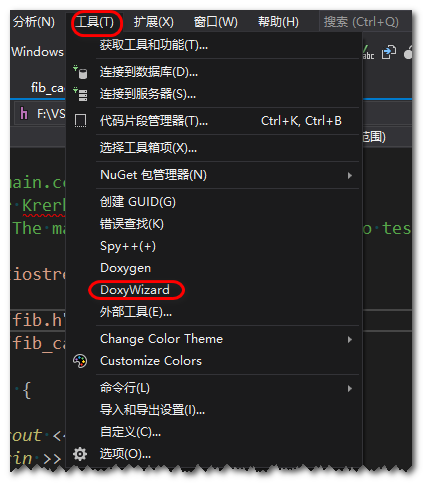 分析(N) 工具(T) 扩展(X) 窗口(W) 帮助(H) 搜索 (Ctrl+Q)
Windows
获取工具和功能(T)...
连接到数据库(D)...
fib_ca
连接到服务器(S)...
h F:\VS
代码片段管理器(T)... Ctrl+K, Ctrl+B
范围)
选择工具箱项(X)...
NuGet 包管理器(N)
main.c
创建 GUID(G)
Krerk
错误查找(K)
The ma
o tes
Spy++(+)
Doxygen
iostre
DoxyWizard
fib.h"
外部工具(E)...
fib_ca
Change Color Theme
Customize Colors
{
命令行(L)
导入和导出设置(I)...
out <<
自定义(C)...
in >>
选项(O)...